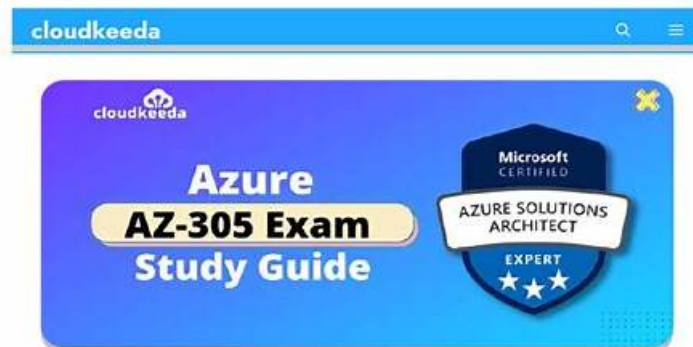 cloudkeeda
cloudkeeda
Azure
AZ-305 Exam
Study Guide
Microsoft
CERTIFIED
AZURE SOLUTIONS
ARCHITECT
EXPERT